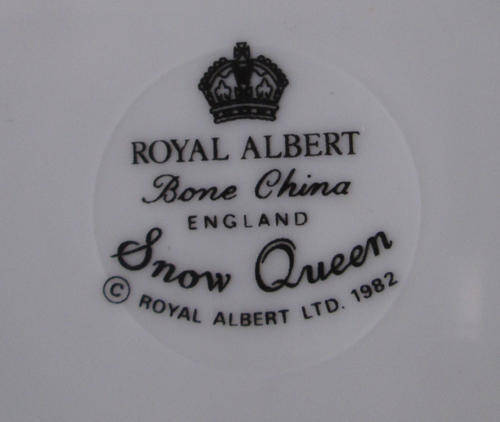 ROYAL ALBERT
Bone China
ENGLAND
Snow Queen
© ROYAL ALBERT LTD. 1982